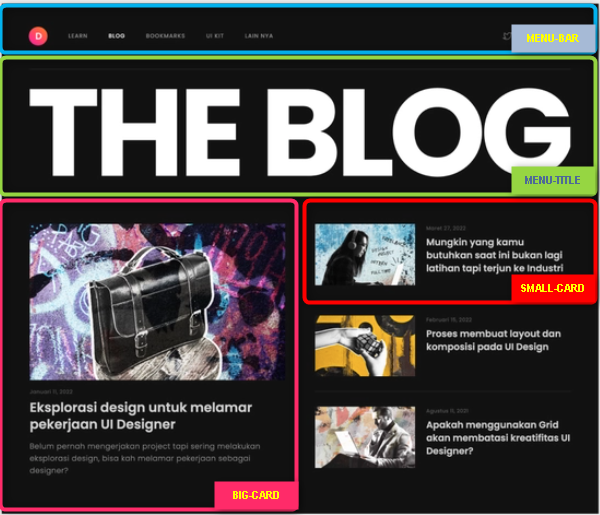 D LEARN BLOG BOOKMARKS UI KIT LAIN NYA
MENU-BAR
THE BLOG
MENU-TITLE
Januari 11, 2022
Eksplorasi design untuk melamar
pekerjaan UI Designer
Belum pernah mengerjakan project tapi sering melakukan
eksplorasi design, bisa kah melamar pekerjaan sebagai
designer?
BIG-CARD
Maret 27, 2022
Mungkin yang kamu
butuhkan saat ini bukan lagi
latihan tapi terjun ke Industri
SMALL-CARD
Februari 15, 2022
Proses membuat layout dan
komposisi pada UI Design
Agustus 11, 2021
Apakah menggunakan Grid
akan membatasi kreatifitas UI
Designer?